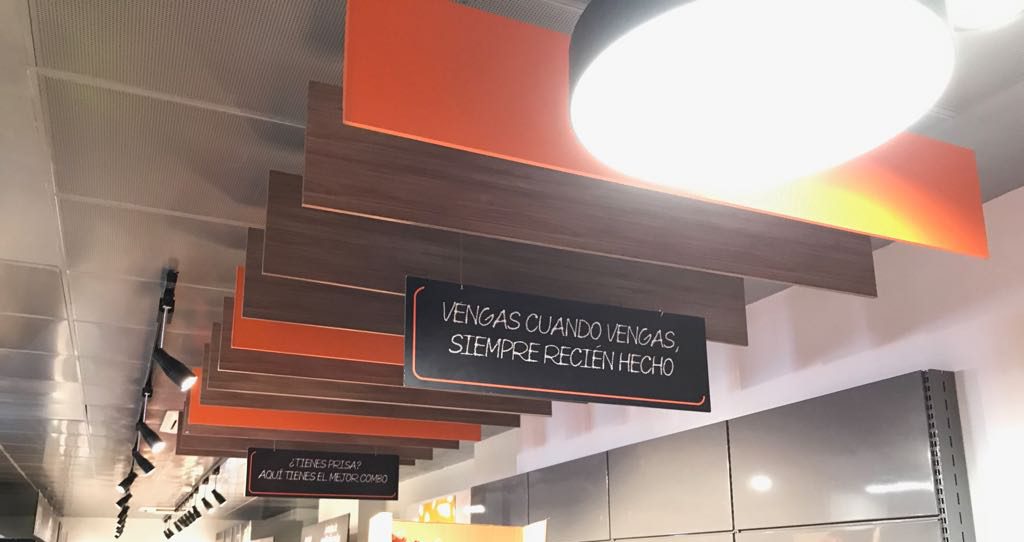 VENGAS CUANDO VENGAS,
SIEMPRE RECIÉN HECHO
¿TIENES PRISA?
AQUÍ TIENES EL MEJOR COMBO